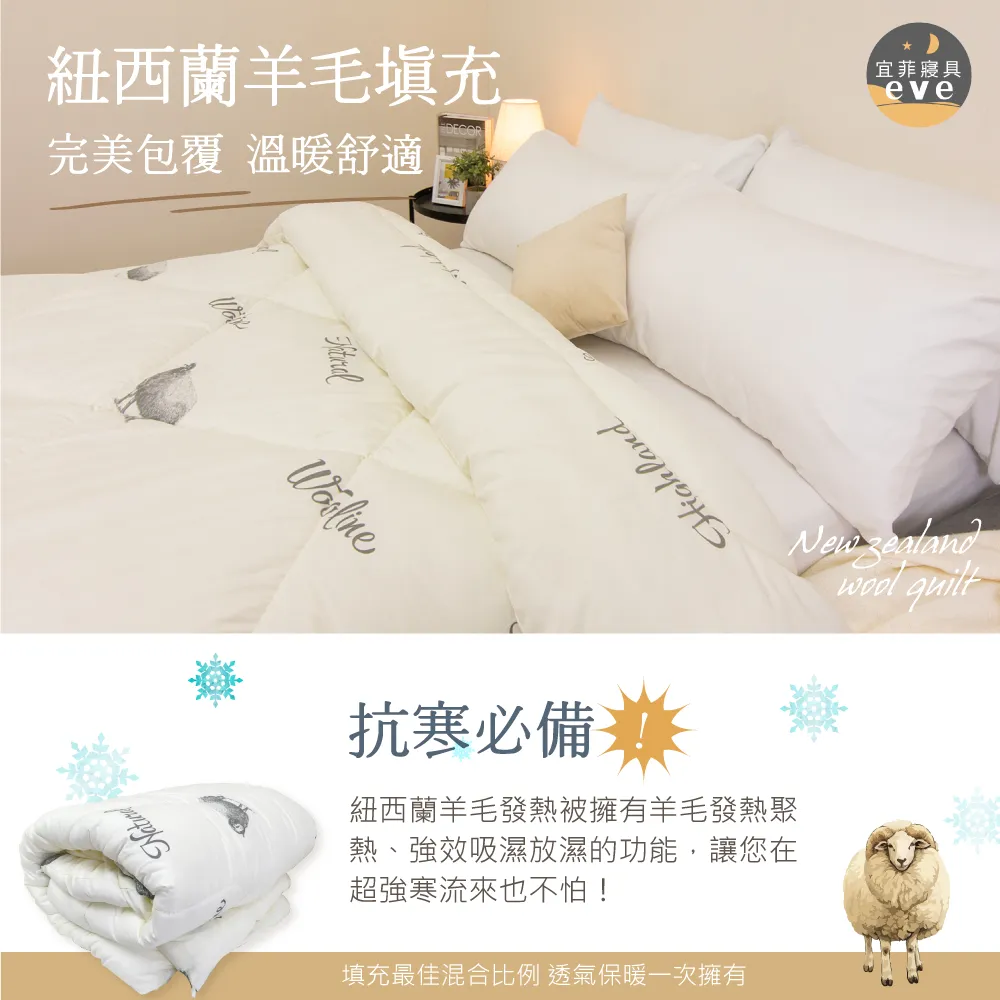 紐西蘭羊毛填充
完美包覆 溫暖舒適
宜菲寢具
eve
DECOR
Natural
Wooline
Highland
New zealand
wool quilt
抗寒必備!
紐西蘭羊毛發熱被擁有羊毛發熱聚
熱、強效吸濕放濕的功能，讓您在
超強寒流來也不怕！
Natural
填充最佳混合比例 透氣保暖一次擁有